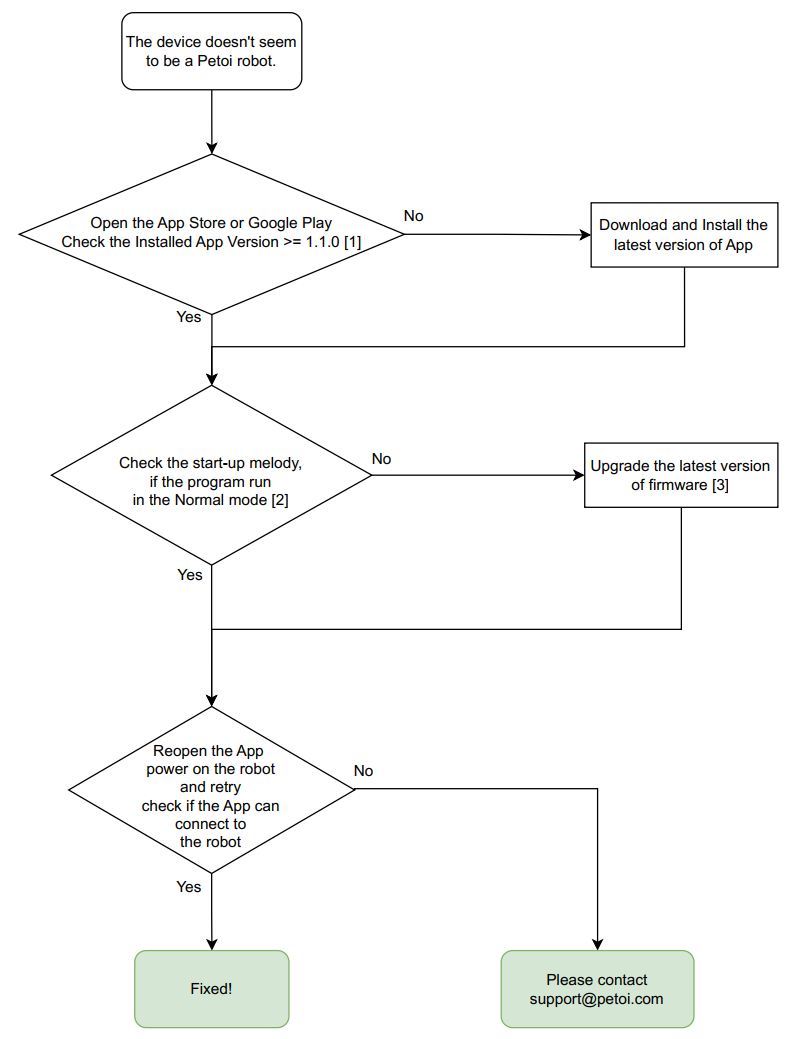 The device doesn't seem
to be a Petoi robot.
Open the App Store or Google Play
Check the Installed App Version >= 1.1.0 [1]
No
Download and Install the
latest version of App
Yes
Check the start-up melody,
if the program run
in the Normal mode [2]
No
Upgrade the latest version
of firmware [3]
Yes
Reopen the App
power on the robot
and retry
check if the App can
connect to
the robot
No
Yes
Fixed!
Please contact
support@petoi.com